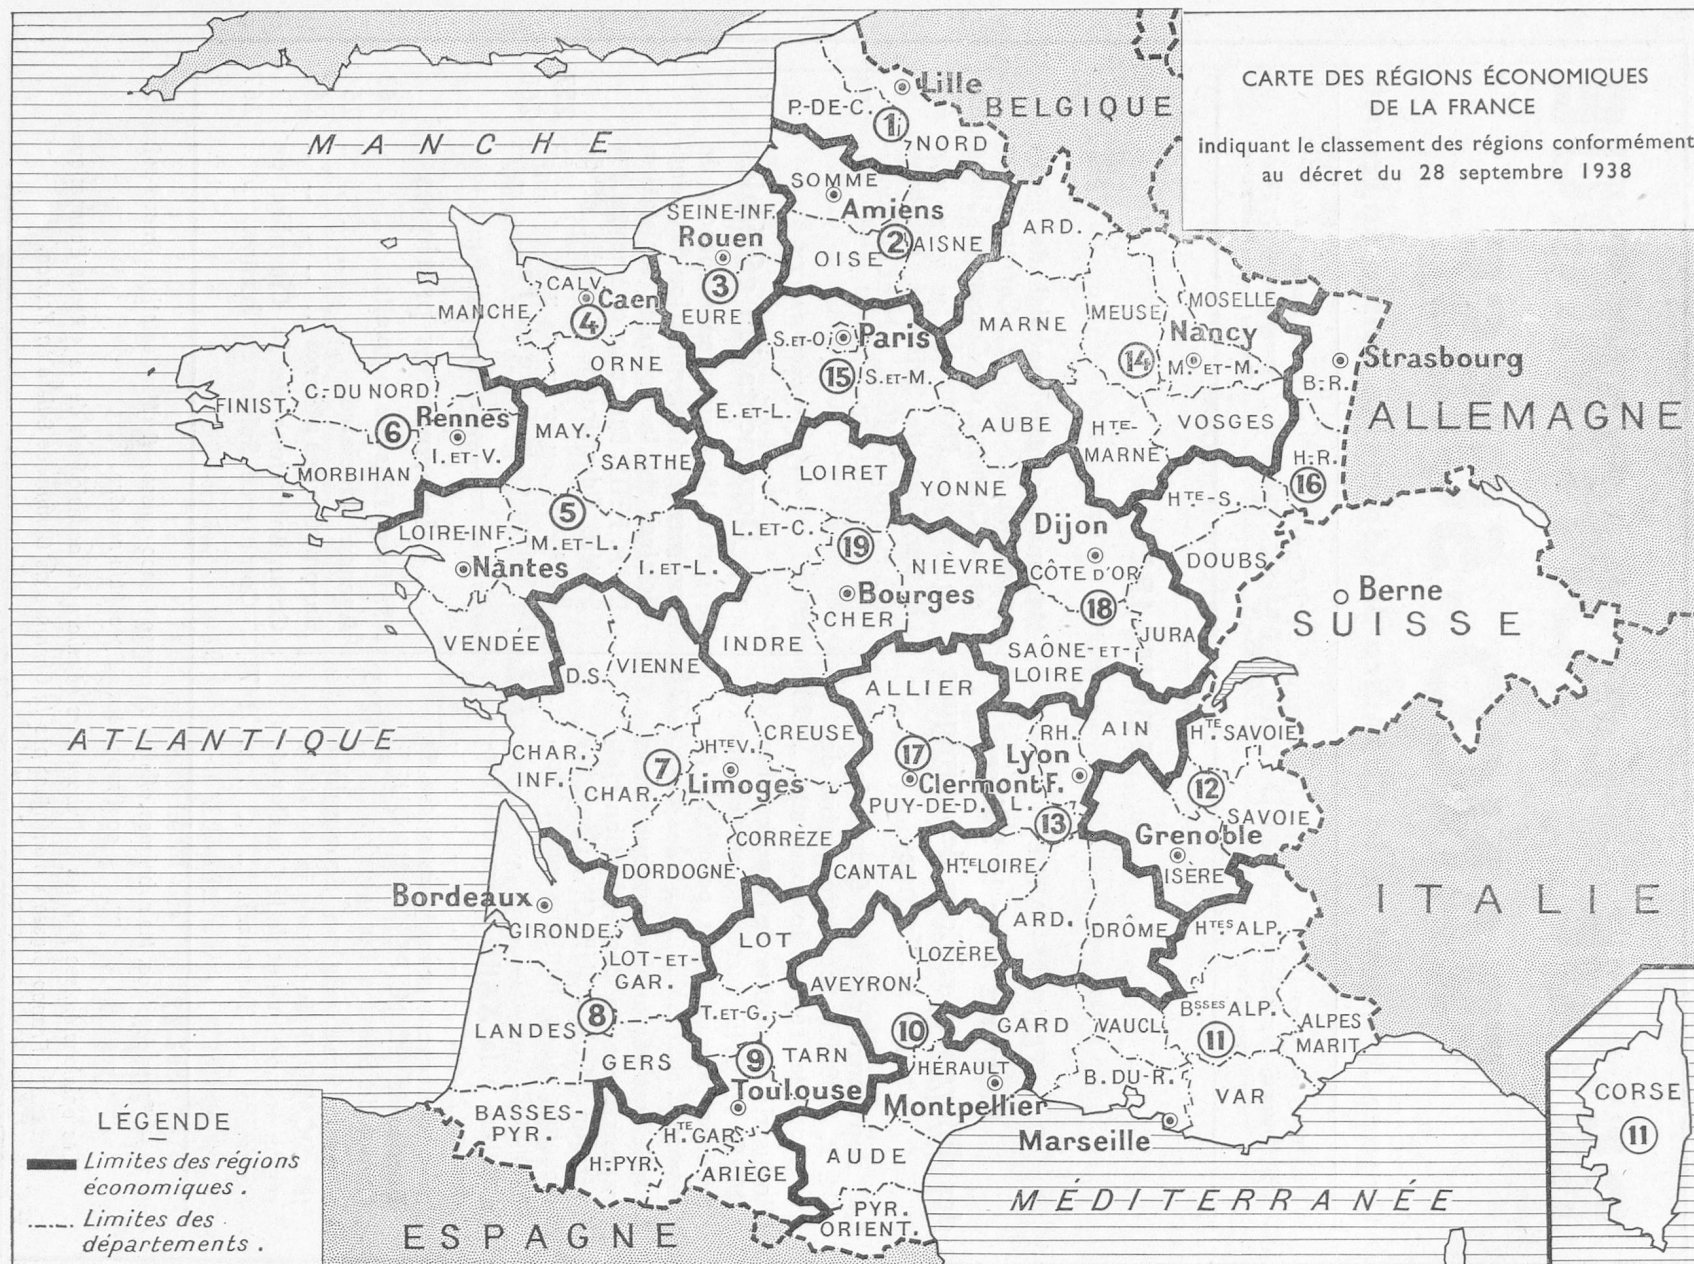 CARTE DES RÉGIONS ÉCONOMIQUES
DE LA FRANCE
indiquant le classement des régions conformément
au décret du 28 septembre 1938
MANCHE
BELGIQUE
Lille
P.-DE-C.
1
NORD
SOMME
Amiens
2
AISNE
OISE
SEINE-INF.
Rouen
3
EURE
CALV.
Caen
MANCHE
4
ORNE
ARD.
MARNE
MEUSE
MOSELLE
Nancy
14
M. ET-M.
VOSGES
HTE-
MARNE
AUBE
Strasbourg
B.-R.
H.-R.
16
ALLEMAGNE
S.ET-O.
Paris
15
S.ET-M.
E. ET-L.
YONNE
FINIST.
C.-DU NORD
6
Rennes
I.-ET-V.
MORBIHAN
MAY.
SARTHE
5
LOIRE-INF.
M.ET-L.
Nantes
I.-ET-L.
VENDÉE
LOIRET
L.-ET-C.
19
NIÈVRE
Bourges
CHER
INDRE
Dijon
CÔTE D'OR
18
SAÔNE-ET-
LOIRE
JURA
HTE-S.
DOUBS
Berne
SUISSE
ATLANTIQUE
D.S.
VIENNE
CHAR.
INF.
CHAR.
7
HTE V.
Limoges
CREUSE
CORRÈZE
DORDOGNE
ALLIER
17
Clermont F.
PUY-DE-D.
CANTAL
RH.
AIN
Lyon
L.
13
HTE LOIRE
ARD.
DRÔME
HTE SAVOIE
12
SAVOIE
Grenoble
ISÈRE
ITALIE
Bordeaux
GIRONDE
LOT-ET-
GAR.
LANDES
8
GERS
BASSES-
PYR.
LOT
T.-ET-G.
9
TARN
Toulouse
HTE GAR.
H.-PYR.
ARIÈGE
AVEYRON
LOZÈRE
10
HÉRAULT
Montpellier
AUDE
PYR.
ORIENT.
HTES ALP.
BSSES ALP.
11
ALPES
MARIT.
GARD
VAUCL.
B.DU-R.
VAR
Marseille
MÉDITERRANÉE
ESPAGNE
CORSE
11
LÉGENDE
Limites des régions
économiques.
Limites des
départements.